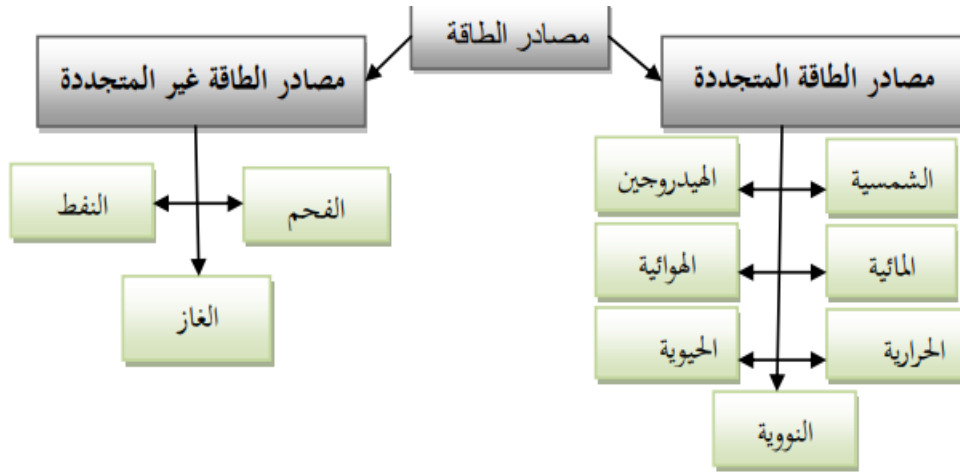 مصادر الطاقة
مصادر الطاقة المتجددة
مصادر الطاقة غير المتجددة
الشمسية
الهيدروجين
المائية
الهوائية
الحرارية
الحيوية
النووية
الفحم
النفط
الغاز